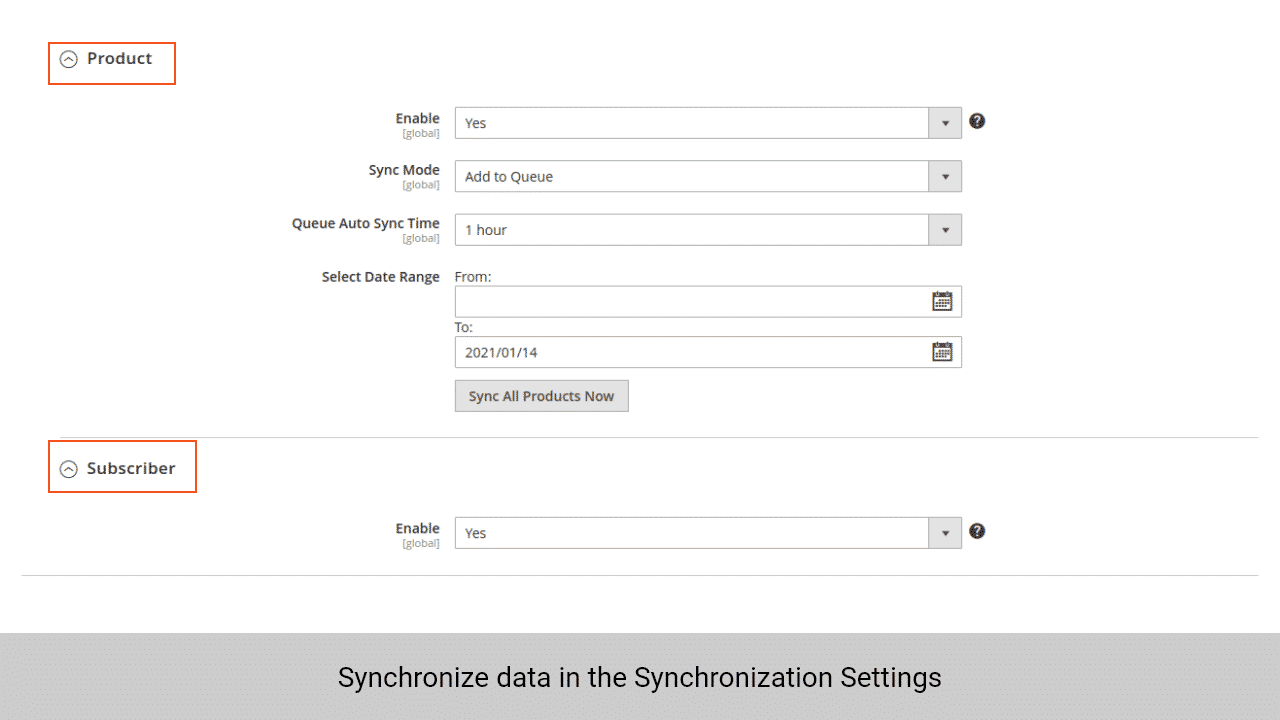 Product
Enable
[global]
Yes
Sync Mode
[global]
Add to Queue
Queue Auto Sync Time
[global]
1 hour
Select Date Range
From:
To:
2021/01/14
Sync All Products Now
Subscriber
Enable
[global]
Yes
Synchronize data in the Synchronization Settings